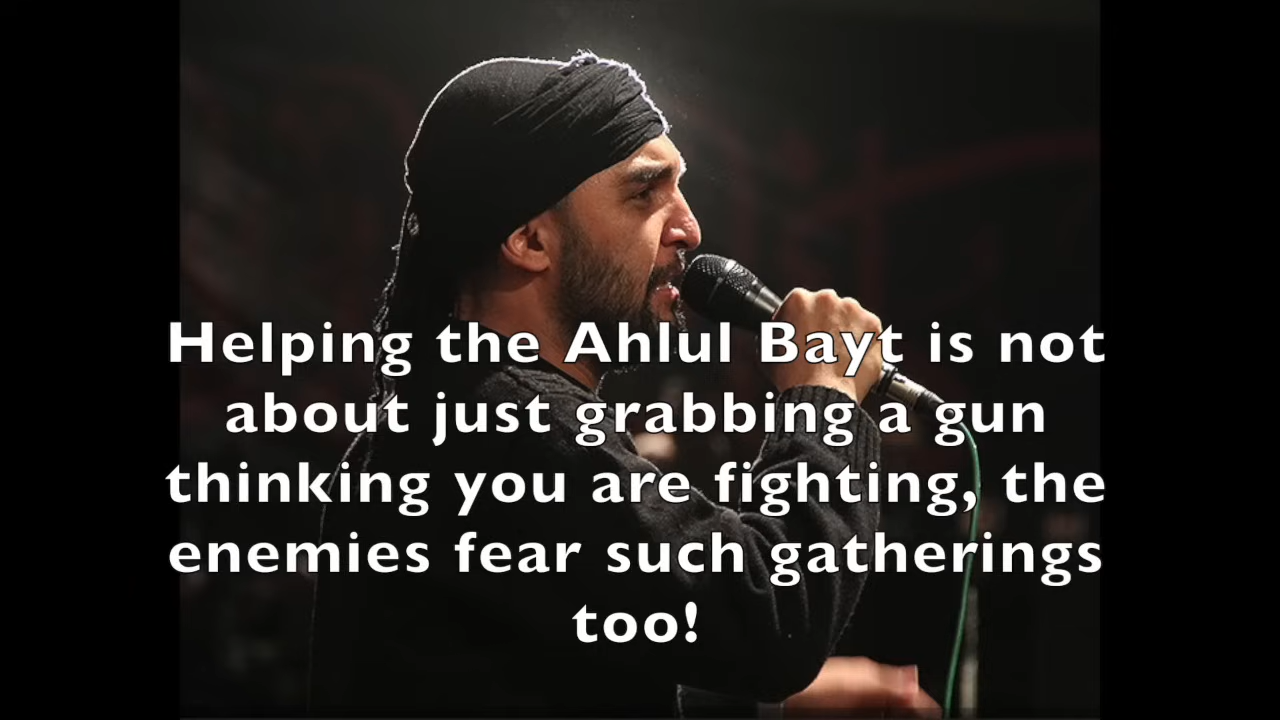 Helping the Ahlul Bayt is not
about just grabbing a gun
thinking you are fighting, the
enemies fear such gatherings
too!